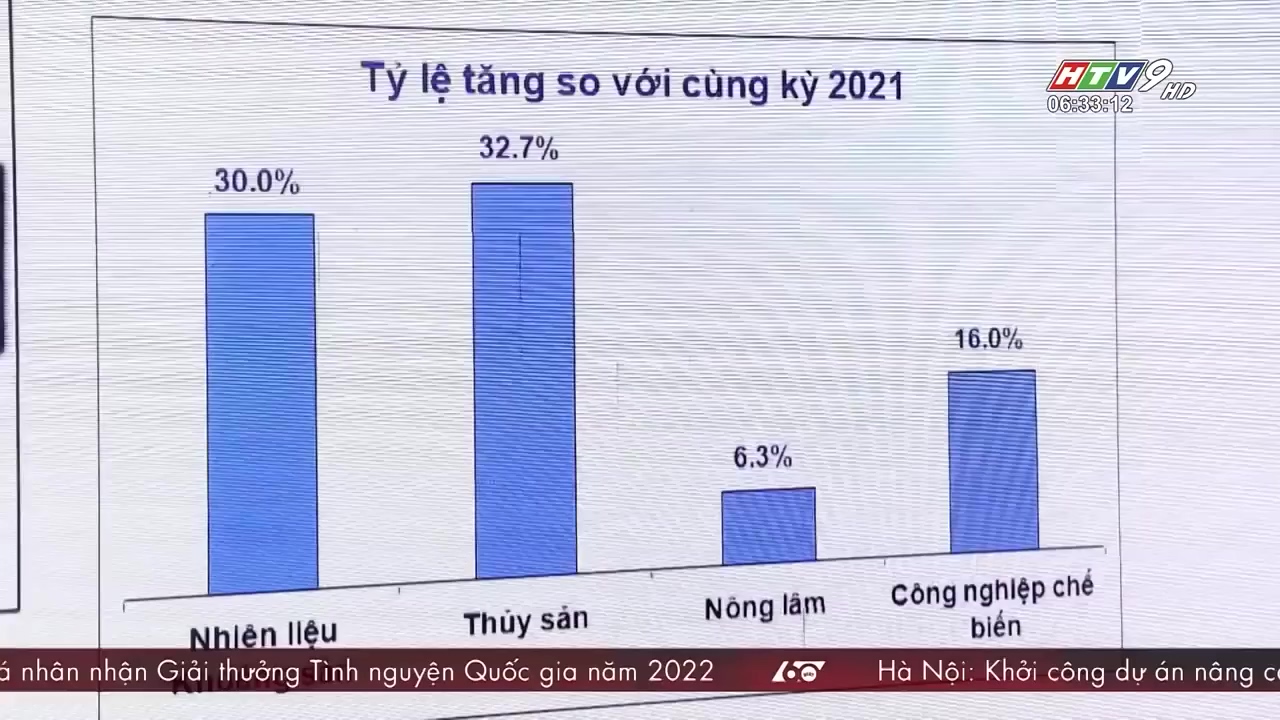 Tỷ lệ tăng so với cùng kỳ 2021
HTV9 HD
06:33:12
32.7%
30.0%
16.0%
6.3%
Nhiên liệu
Thủy sản
Nông lâm
Công nghiệp chế
biến
nhân nhận Giải thưởng Tình nguyện Quốc gia năm 2022
60 giây
Hà Nội: Khởi công dự án nâng